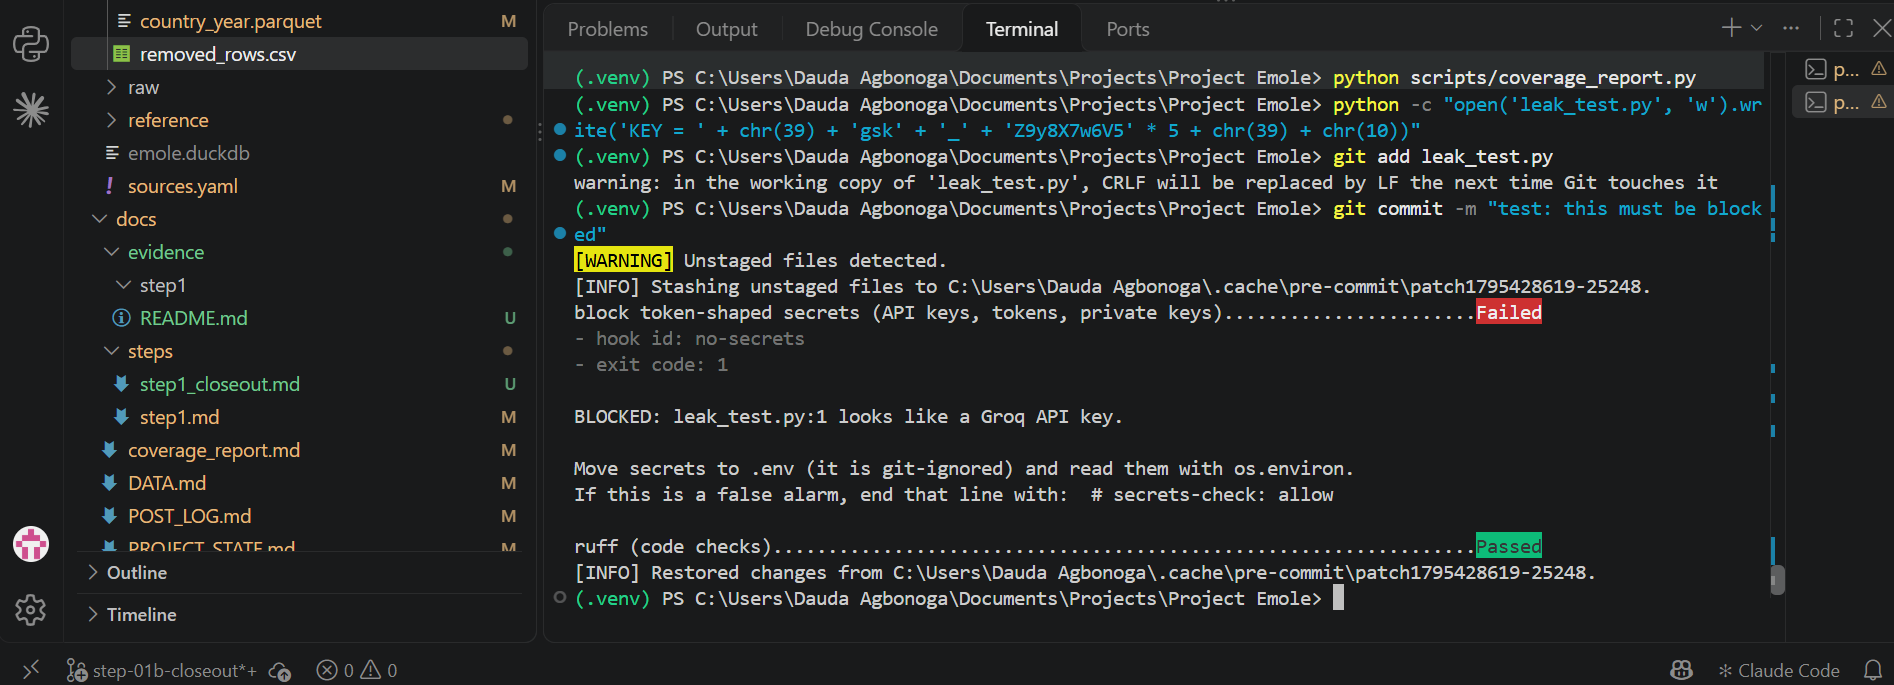 country_year.parquet M
removed_rows.csv
raw
reference
emole.duckdb
sources.yaml M
docs
evidence
step1
README.md U
steps
step1_closeout.md U
step1.md M
coverage_report.md M
DATA.md M
POST_LOG.md M
PROJECT_STATE.md M
Outline
Timeline
Problems Output Debug Console Terminal Ports
(.venv) PS C:\Users\Dauda Agbonoga\Documents\Projects\Project Emole> python scripts/coverage_report.py
(.venv) PS C:\Users\Dauda Agbonoga\Documents\Projects\Project Emole> python -c "open('leak_test.py', 'w').wr
ite('KEY = ' + chr(39) + 'gsk' + '_' + 'Z9y8X7w6V5' * 5 + chr(39) + chr(10))"
(.venv) PS C:\Users\Dauda Agbonoga\Documents\Projects\Project Emole> git add leak_test.py
warning: in the working copy of 'leak_test.py', CRLF will be replaced by LF the next time Git touches it
(.venv) PS C:\Users\Dauda Agbonoga\Documents\Projects\Project Emole> git commit -m "test: this must be block
ed"
[WARNING] Unstaged files detected.
[INFO] Stashing unstaged files to C:\Users\Dauda Agbonoga\.cache\pre-commit\patch1795428619-25248.
block token-shaped secrets (API keys, tokens, private keys).......................Failed
- hook id: no-secrets
- exit code: 1
BLOCKED: leak_test.py:1 looks like a Groq API key.
Move secrets to .env (it is git-ignored) and read them with os.environ.
If this is a false alarm, end that line with:  # secrets-check: allow
ruff (code checks)................................................................Passed
[INFO] Restored changes from C:\Users\Dauda Agbonoga\.cache\pre-commit\patch1795428619-25248.
(.venv) PS C:\Users\Dauda Agbonoga\Documents\Projects\Project Emole>
p...
p...
step-01b-closeout*+ 0 0 Claude Code